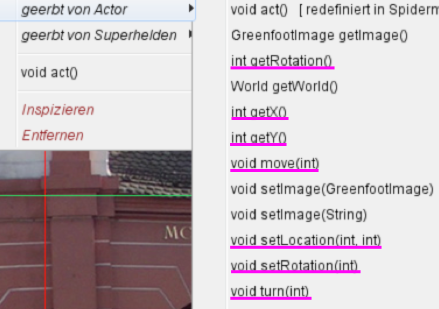 geerbt von Actor
geerbt von Superhelden
void act()
Inspizieren
Entfernen
MC
void act() [ redefiniert in Spiderm
GreenfootImage getImage()
int getRotation()
World getWorld()
int getX()
int getY()
void move(int)
void setImage(GreenfootImage)
void setImage(String)
void setLocation(int, int)
void setRotation(int)
void turn(int)